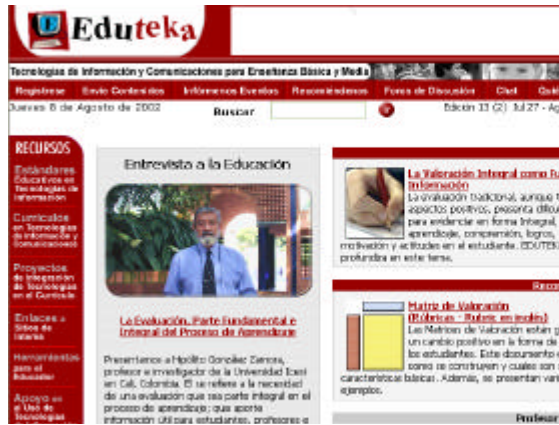 Eduteka
Tecnologías de Información y Comunicaciones para Enseñanza Básica y Media
Regístrese Envío Contenidos Infórmenos Eventos Recomiéndenos Foros de Discusión Chat Quié
Jueves 8 de Agosto de 2002
Buscar
Edición 13 (2) Jul 27 - Ag
RECURSOS
Estándares
Educativos en
Tecnologías de
Información
Currículos
en Tecnologías
de Información y
Comunicaciones
Proyectos
de Integración
de Tecnologías
en el Currículo
Enlaces a
Sitios de
Interés
Herramientas
para el
Educador
Apoyo en
el Uso de
Tecnologías
Entrevista a la Educación
La Evaluación, Parte Fundamental e
Integral del Proceso de Aprendizaje
Presentamos a Hipólito González Zamora,
profesor e investigador de la Universidad Icesi
en Cali, Colombia. El se refiere a la necesidad
de una evaluación que sea parte integral en el
proceso de aprendizaje; que aporte
información útil para estudiantes, profesores e
La Valoración Integral como Fu
Información
La evaluación tradicional, aunque t
aspectos positivos, presenta dificu
para evidenciar en forma integral,
aprendizaje, comprensión, logros,
motivación y actitudes en el estudiante. EDUTEK
profundiza en este tema.
Reco
Matriz de Valoración
(Rúbricas - Rubric en inglés)
Las Matrices de Valoración están
un cambio positivo en la forma de
los estudiantes. Este documento
como se construyen y cuales son
características básicas. Además, se presentan var
ejemplos.
Profesor